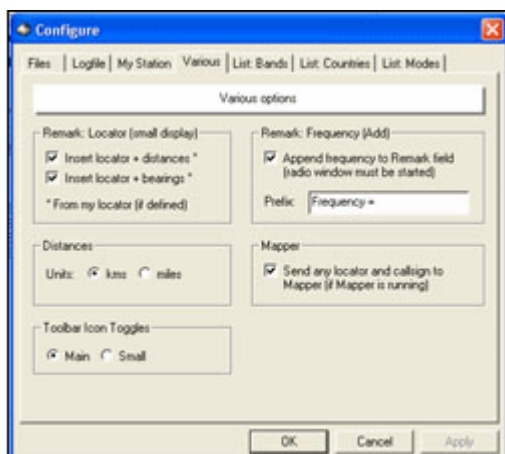 Configure
Files Logfile My Station Various List: Bands List: Countries List: Modes
Various options
Remark: Locator (small display)
Insert locator + distances *
Insert locator + bearings *
* From my locator (if defined)
Remark: Frequency (Add)
Append frequency to Remark field
(radio window must be started)
Prefix: Frequency =
Distances
Units: kms miles
Mapper
Send any locator and callsign to
Mapper (if Mapper is running)
Toolbar Icon Toggles
Main Small
OK Cancel Apply